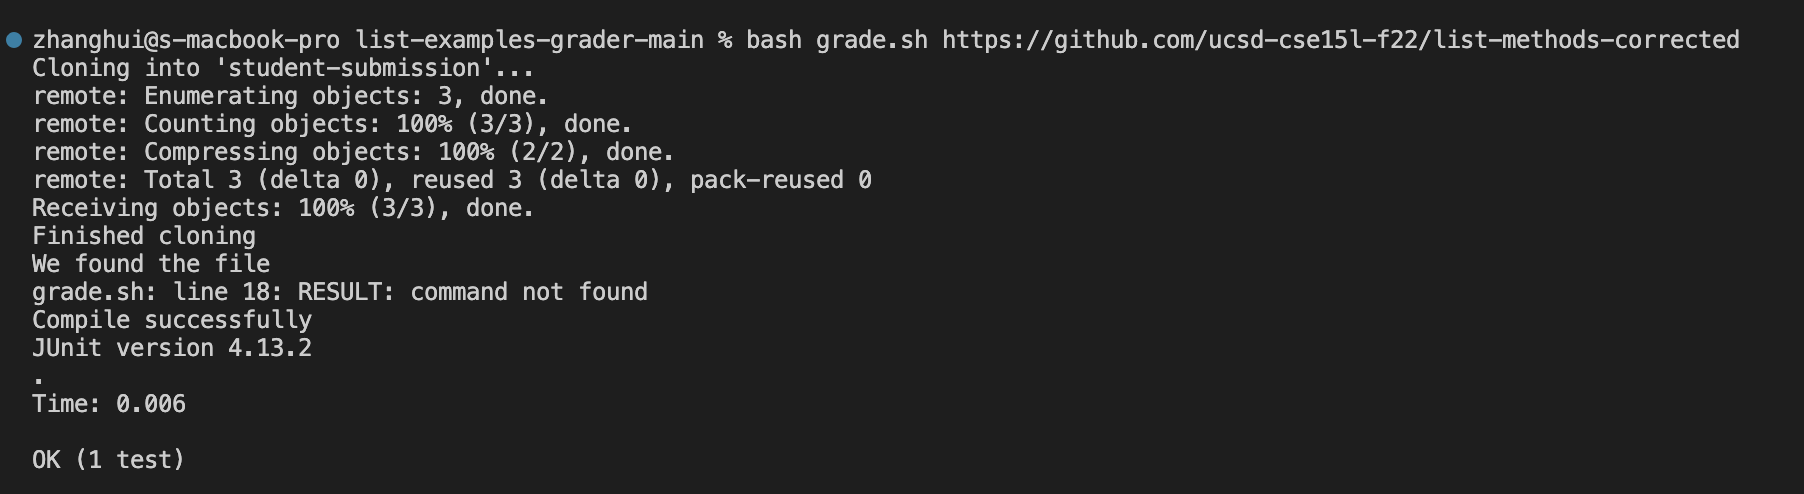 zhanghui@s-macbook-pro list-examples-grader-main % bash grade.sh https://github.com/ucsd-cse15l-f22/list-methods-corrected
Cloning into 'student-submission'...
remote: Enumerating objects: 3, done.
remote: Counting objects: 100% (3/3), done.
remote: Compressing objects: 100% (2/2), done.
remote: Total 3 (delta 0), reused 3 (delta 0), pack-reused 0
Receiving objects: 100% (3/3), done.
Finished cloning
We found the file
grade.sh: line 18: RESULT: command not found
Compile successfully
JUnit version 4.13.2
.
Time: 0.006
OK (1 test)